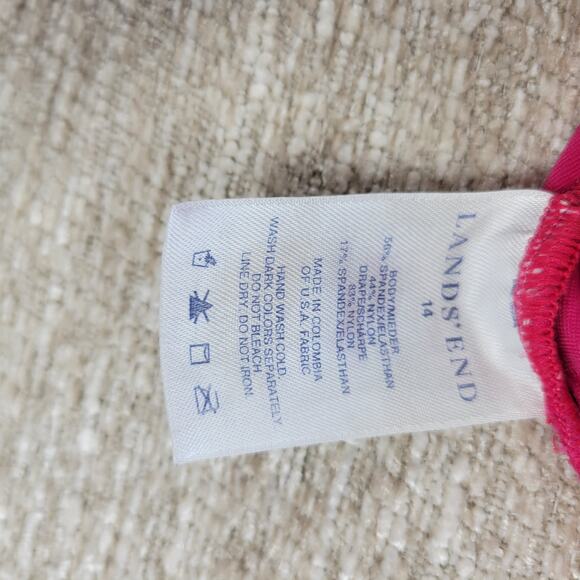 LANDS' END
14
BODY/MIEDER
56% SPANDEX/ELASTHAN
44% NYLON
DRAPE/SCHARPE
83% NYLON
17% SPANDEX/ELASTHAN
MADE IN COLOMBIA
OF U.S.A. FABRIC
HAND WASH COLD.
WASH DARK COLORS SEPARATELY
DO NOT BLEACH.
LINE DRY. DO NOT IRON.